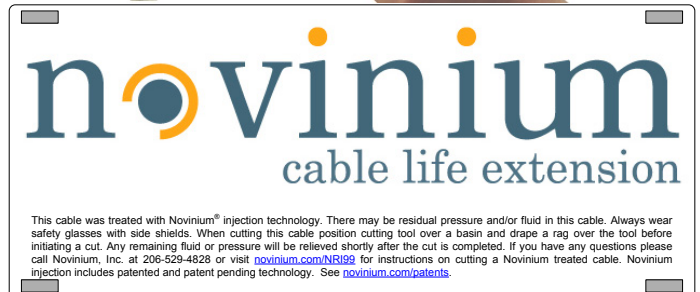 novinium
cable life extension
This cable was treated with Novinium® injection technology. There may be residual pressure and/or fluid in this cable. Always wear
safety glasses with side shields. When cutting this cable position cutting tool over a basin and drape a rag over the tool before
initiating a cut. Any remaining fluid or pressure will be relieved shortly after the cut is completed. If you have any questions please
call Novinium, Inc. at 206-529-4828 or visit novinium.com/NRI99 for instructions on cutting a Novinium treated cable. Novinium
injection includes patented and patent pending technology. See novinium.com/patents.